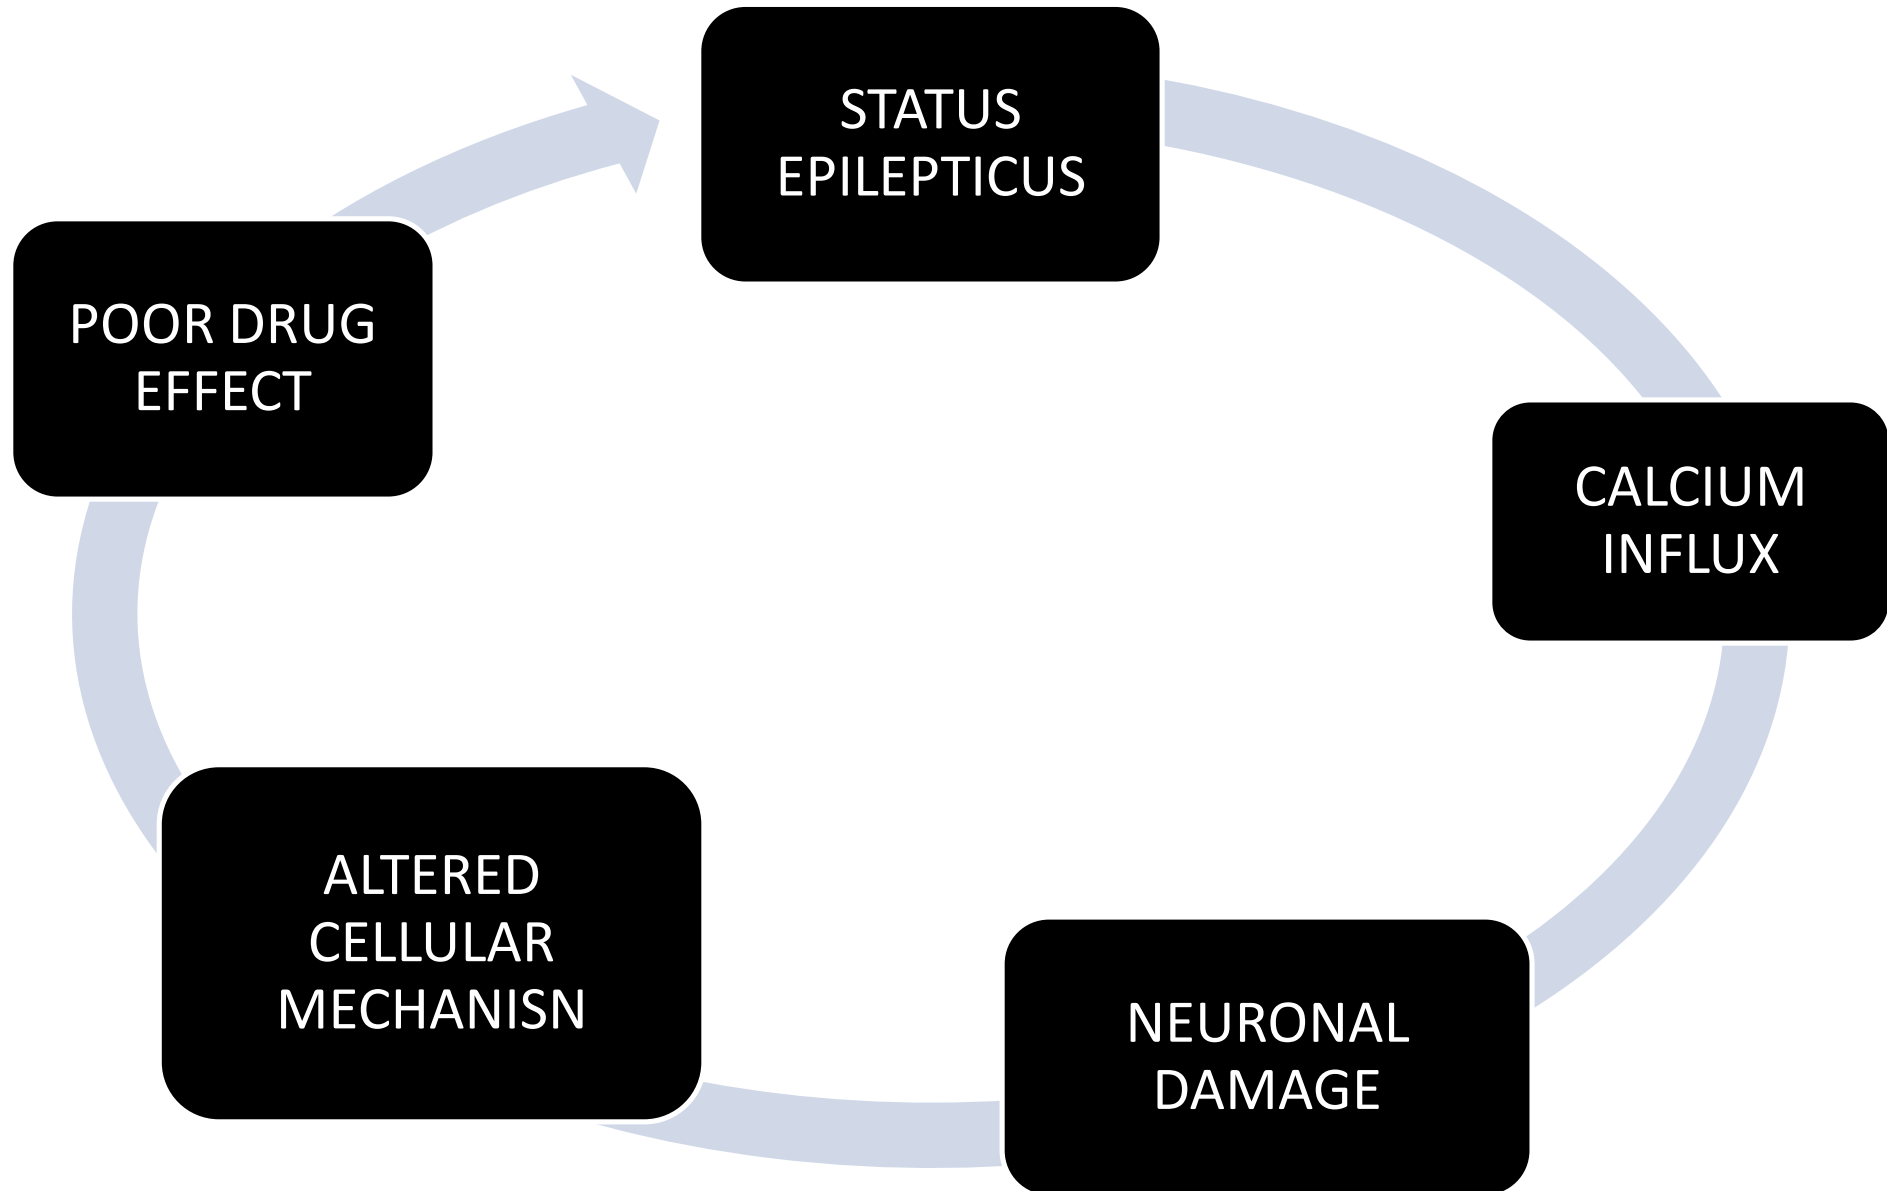 STATUS
EPILEPTICUS
CALCIUM
INFLUX
NEURONAL
DAMAGE
ALTERED
CELLULAR
MECHANISN
POOR DRUG
EFFECT